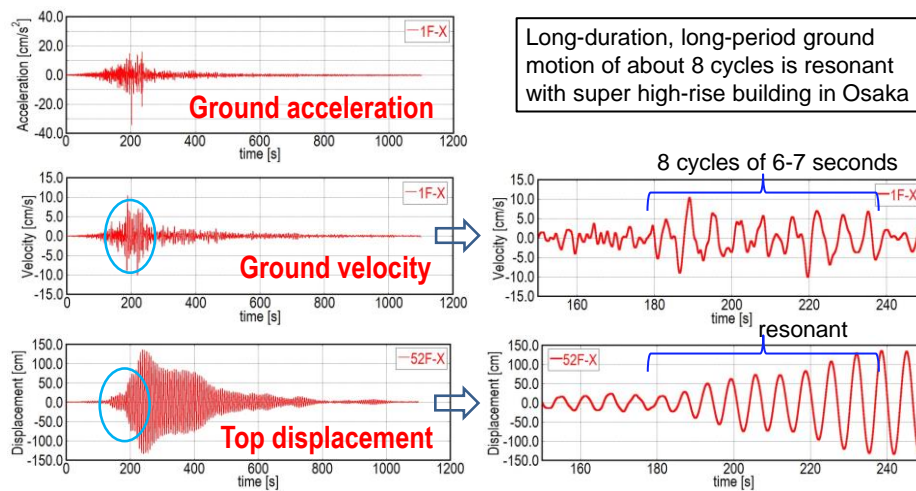 40.0
1F-X
Acceleration [cm/s²]
20.0
0.0
-20.0
-40.0
0 200 400 600 800 1000 1200
time [s]
Ground acceleration
Long-duration, long-period ground
motion of about 8 cycles is resonant
with super high-rise building in Osaka
15.0
1F-X
Velocity [cm/s]
10.0
5.0
0.0
-5.0
-10.0
-15.0
0 200 400 600 800 1000 1200
time [s]
Ground velocity
8 cycles of 6-7 seconds
15.0
1F-X
Velocity [cm/s]
10.0
5.0
0.0
-5.0
-10.0
-15.0
160 180 200 220 240
time [s]
150.0
52F-X
Displacement [cm]
100.0
50.0
0.0
-50.0
-100.0
-150.0
0 200 400 600 800 1000 1200
time [s]
Top displacement
resonant
150.0
52F-X
Displacement [cm]
100.0
50.0
0.0
-50.0
-100.0
-150.0
160 180 200 220 240
time [s]